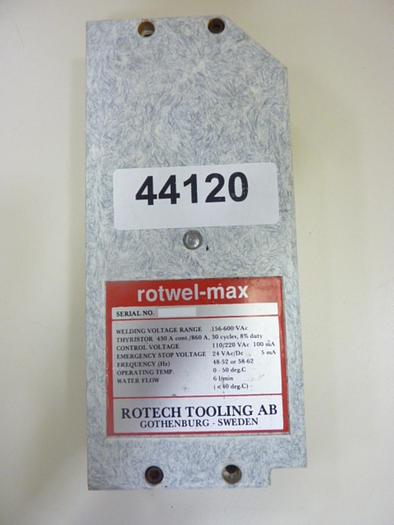 44120
rotwel-max
SERIAL NO.
WELDING VOLTAGE RANGE 156-600 VAc
THYRISTOR 450 A cont./860 A, 30 cycles, 8% duty
CONTROL VOLTAGE 110/220 VAc 100 mA
EMERGENCY STOP VOLTAGE 24 VAc/Dc 5 mA
FREQUENCY (Hz) 48-52 or 58-62
OPERATING TEMP 0 - 50 deg.C
WATER FLOW 6 l/min
(<40 deg.C)
ROTECH TOOLING AB
GOTHENBURG - SWEDEN